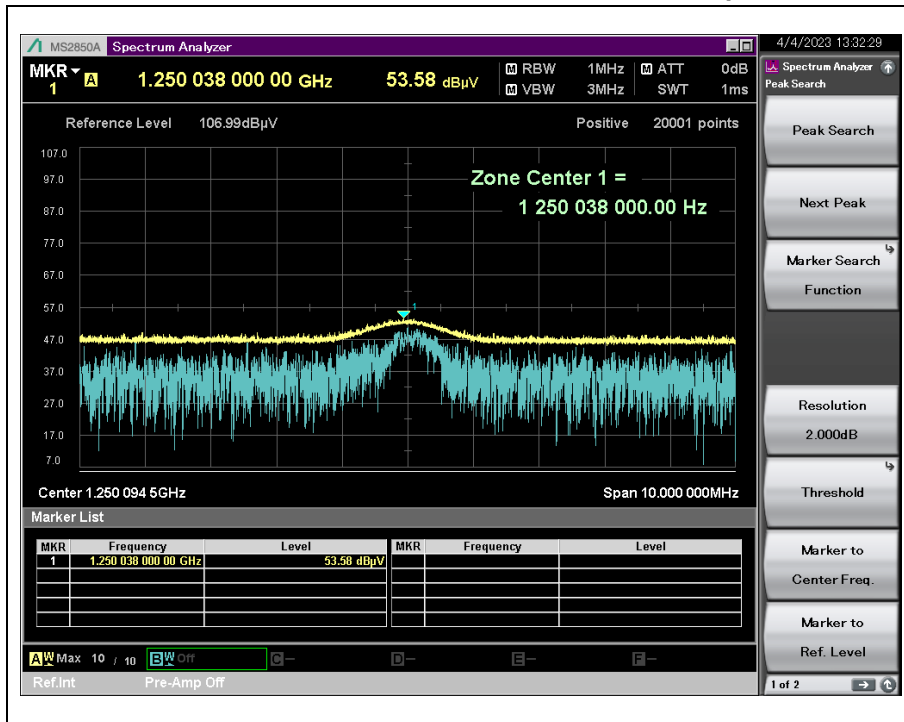 MS2850A Spectrum Analyzer
4/4/2023 13:32:29
MKR 1 A 1.250 038 000 00 GHz 53.58 dBµV
M RBW 1MHz M ATT 0dB
M VBW 3MHz SWT 1ms
Reference Level 106.99dBµV Positive 20001 points
107.0
97.0
87.0
77.0
67.0
57.0
47.0
37.0
27.0
17.0
7.0
Zone Center 1 =
1 250 038 000.00 Hz
1
Center 1.250 094 5GHz Span 10.000 000MHz
Marker List
MKR Frequency Level MKR Frequency Level
1 1.250 038 000 00 GHz 53.58 dBµV
A W Max 10 / 10 B W Off C - D - E - F -
Ref.Int Pre-Amp Off
Spectrum Analyzer
Peak Search
Peak Search
Next Peak
Marker Search
Function
Resolution
2.000dB
Threshold
Marker to
Center Freq.
Marker to
Ref. Level
1 of 2